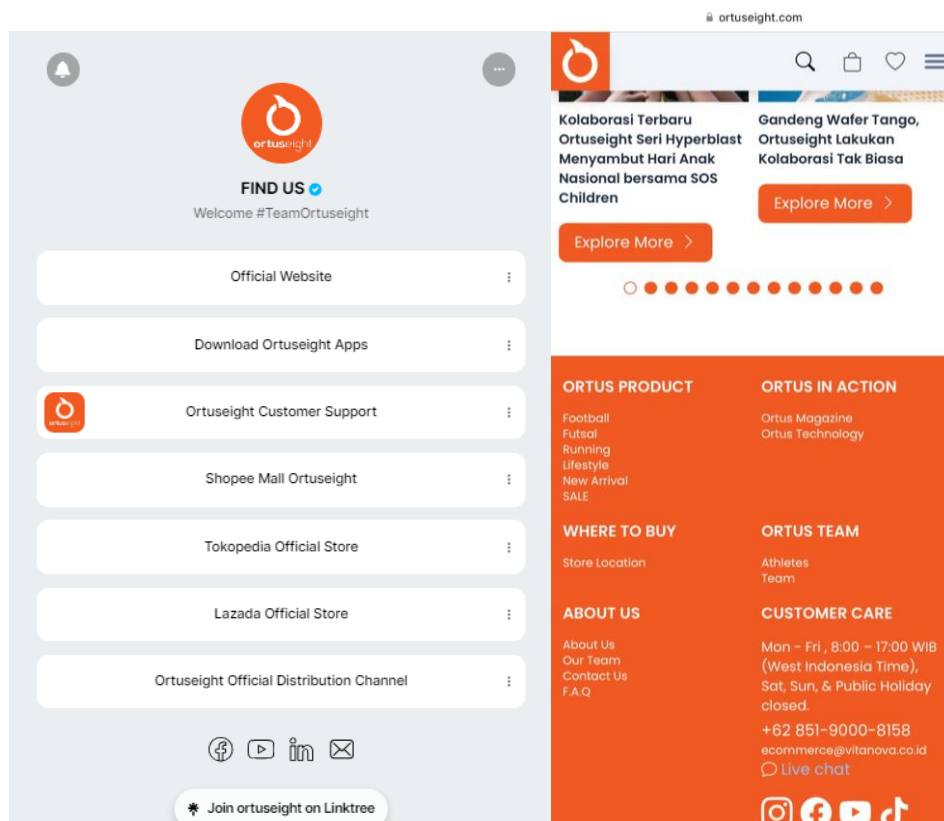 ortuseight
FIND US
Welcome #TeamOrtuseight
Official Website
Download Ortuseight Apps
ortuseight
Ortuseight Customer Support
Shopee Mall Ortuseight
Tokopedia Official Store
Lazada Official Store
Ortuseight Official Distribution Channel
Join ortuseight on Linktree
ortuseight.com
Kolaborasi Terbaru
Ortuseight Seri Hyperblast
Menyambut Hari Anak
Nasional bersama SOS
Children
Explore More
Gandeng Wafer Tango,
Ortuseight Lakukan
Kolaborasi Tak Biasa
Explore More
ORTUS PRODUCT
Football
Futsal
Running
Lifestyle
New Arrival
SALE
ORTUS IN ACTION
Ortus Magazine
Ortus Technology
WHERE TO BUY
Store Location
ORTUS TEAM
Athletes
Team
ABOUT US
About Us
Our Team
Contact Us
F.A.Q
CUSTOMER CARE
Mon - Fri , 8:00 – 17:00 WIB
(West Indonesia Time),
Sat, Sun, & Public Holiday
closed.
+62 851-9000-8158
ecommerce@vitanova.co.id
Live chat